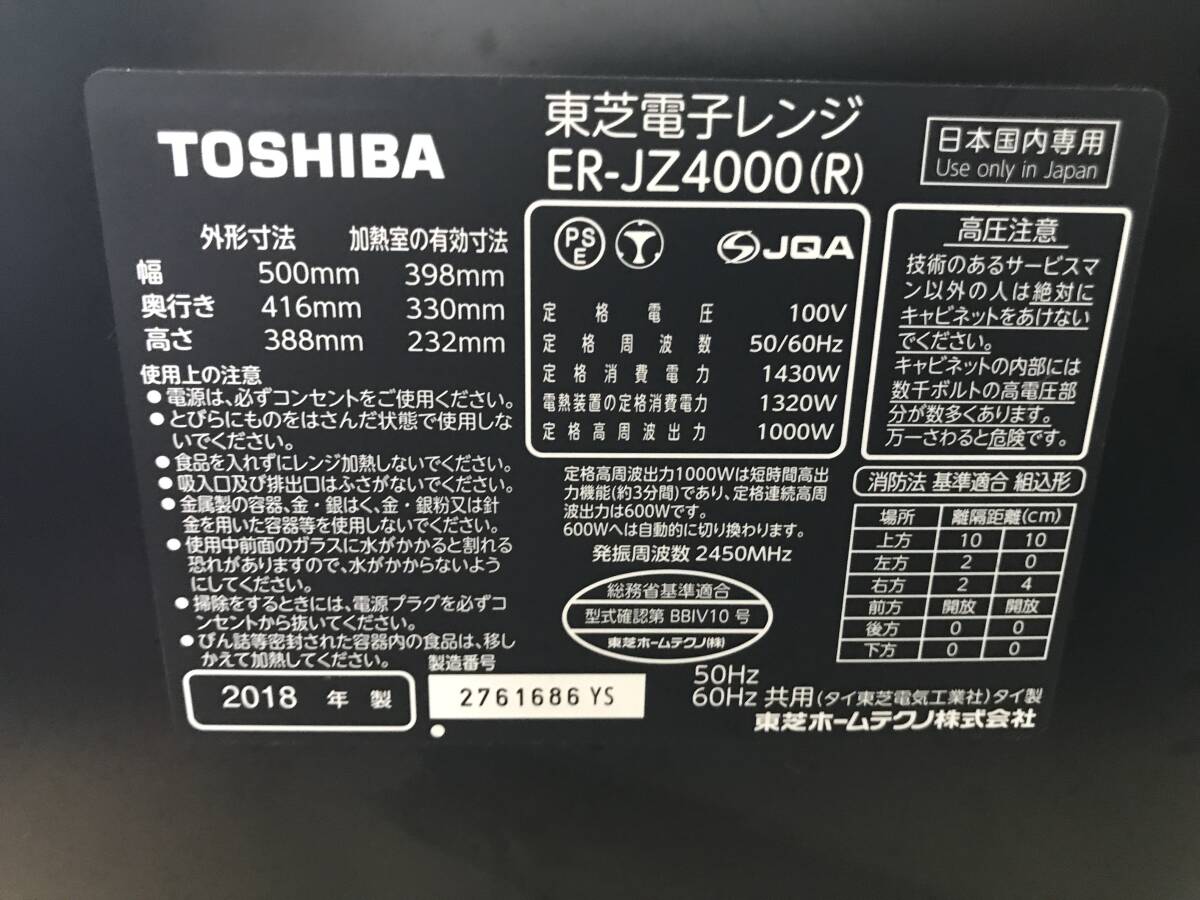 TOSHIBA
東芝電子レンジ
ER-JZ4000(R)
日本国内専用
Use only in Japan
外形寸法 加熱室の有効寸法
幅 500mm 398mm
奥行き 416mm 330mm
高さ 388mm 232mm
使用上の注意
●電源は、必ずコンセントをご使用ください。
●とびらにものをはさんだ状態で使用しな
いでください。
●食品を入れずにレンジ加熱しないでください。
●吸入口及び排出口はふさがないでください。
●金属製の容器、金・銀はく、金・銀粉又は針
金を用いた容器等を使用しないでください。
●使用中前面のガラスに水がかかると割れる
恐れがありますので、水がかからないよう
にしてください。
●掃除をするときには、電源プラグを必ずコ
ンセントから抜いてください。
●びん詰等密封された容器内の食品は、移し
かえて加熱してください。
2018 年 製
製造番号
2761686 YS
PSE JQA
定格電圧 100V
定格周波数 50/60Hz
定格消費電力 1430W
電熱装置の定格消費電力 1320W
定格高周波出力 1000W
定格高周波出力1000Wは短時間高出
力機能(約3分間)であり、定格連続高周
波出力は600Wです。
600Wへは自動的に切り換わります。
発振周波数 2450MHz
総務省基準適合
型式確認第 BBIV10 号
東芝ホームテクノ(株)
高圧注意
技術のあるサービスマ
ン以外の人は絶対に
キャビネットをあけない
でください。
キャビネットの内部には
数千ボルトの高電圧部
分が数多くあります。
万一さわると危険です。
消防法 基準適合 組込形
場所 離隔距離(cm)
上方 10 10
左方 2 0
右方 2 4
前方 開放 開放
後方 0 0
下方 0 0
50Hz
60Hz 共用(タイ東芝電気工業社)タイ製
東芝ホームテクノ株式会社